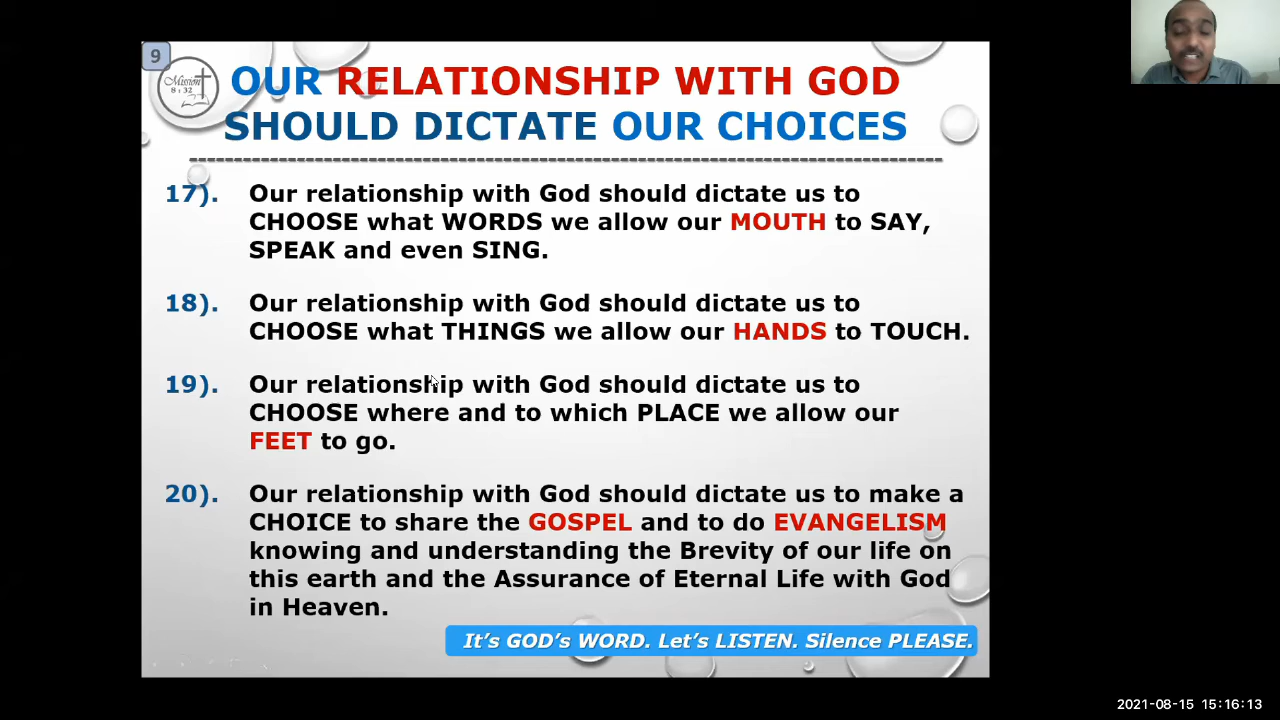 9
Mission
8:32
OUR RELATIONSHIP WITH GOD
SHOULD DICTATE OUR CHOICES
17). Our relationship with God should dictate us to
CHOOSE what WORDS we allow our MOUTH to SAY,
SPEAK and even SING.
18). Our relationship with God should dictate us to
CHOOSE what THINGS we allow our HANDS to TOUCH.
19). Our relationship with God should dictate us to
CHOOSE where and to which PLACE we allow our
FEET to go.
20). Our relationship with God should dictate us to make a
CHOICE to share the GOSPEL and to do EVANGELISM
knowing and understanding the Brevity of our life on
this earth and the Assurance of Eternal Life with God
in Heaven.
It's GOD's WORD. Let's LISTEN. Silence PLEASE.
2021-08-15 15:16:13